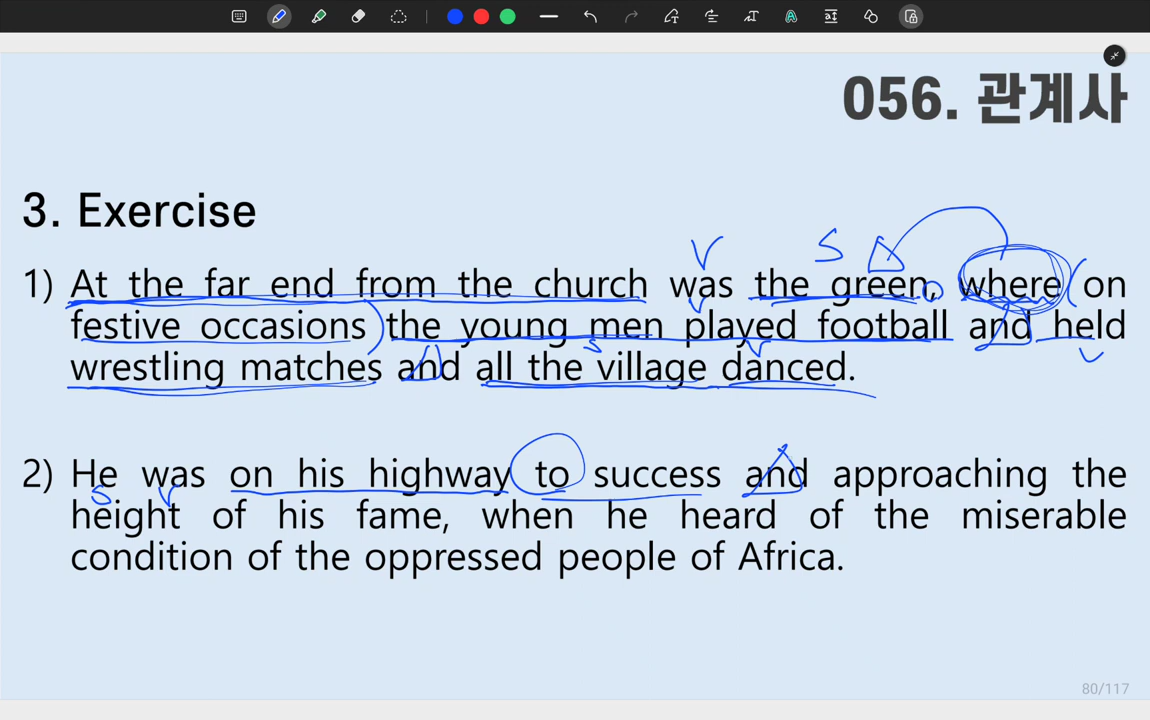 056. 관계사
3. Exercise
V S
1) At the far end from the church was the green, where on
festive occasions the young men played football and held
wrestling matches and all the village danced.
2) He was on his highway to success and approaching the
height of his fame, when he heard of the miserable
condition of the oppressed people of Africa.
80/117